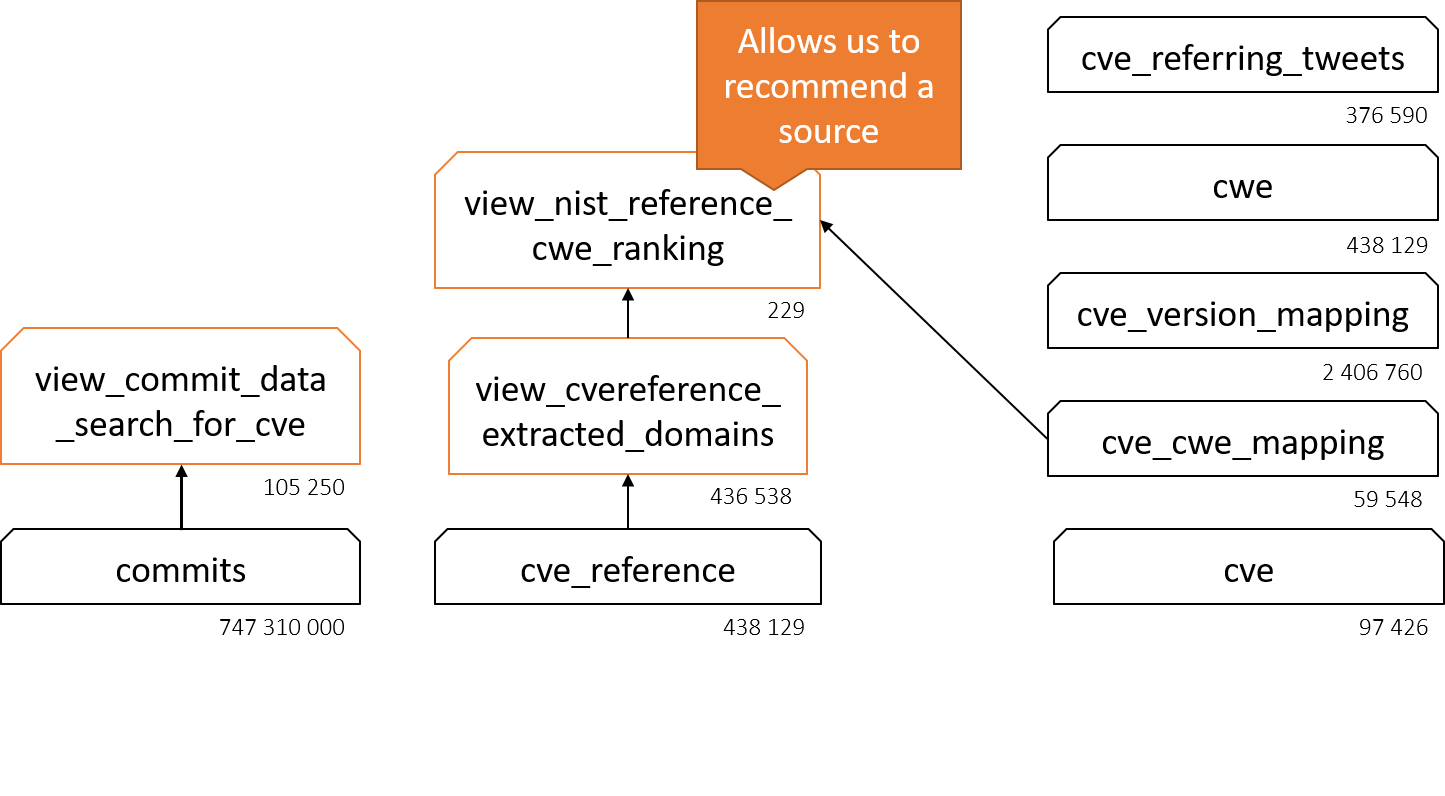 Allows us to
recommend a
source
view_nist_reference_
cwe_ranking
229
view_commit_data
_search_for_cve
105 250
commits
747 310 000
view_cvereference_
extracted_domains
436 538
cve_reference
438 129
cve_referring_tweets
376 590
cwe
438 129
cve_version_mapping
2 406 760
cve_cwe_mapping
59 548
cve
97 426